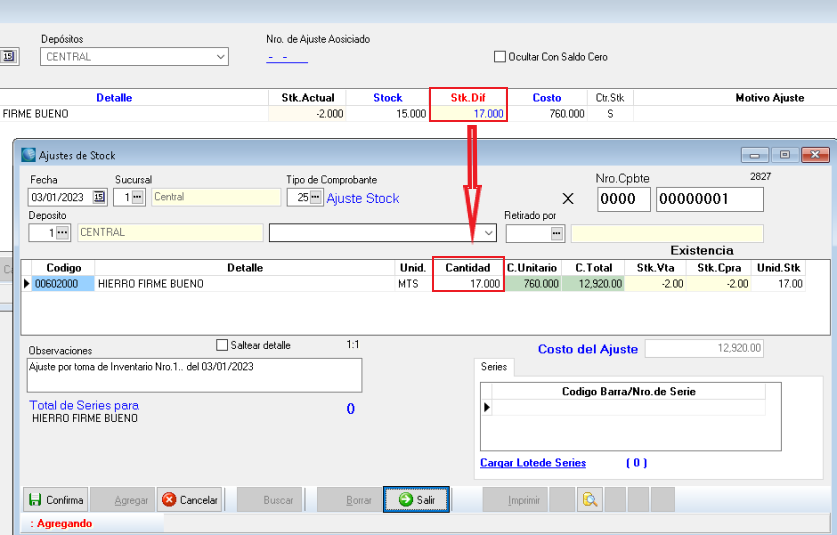 Depósitos
Nro. de Ajuste Aosiciado
15 CENTRAL - - Ocultar Con Saldo Cero
Detalle Stk.Actual Stock Stk.Dif Costo Ctr.Stk Motivo Ajuste
FIRME BUENO -2.000 15.000 17.000 760.000 S
Ajustes de Stock
Fecha Sucursal Tipo de Comprobante Nro.Cpbte 2827
03/01/2023 15 1 Central 25 Ajuste Stock X 0000 00000001
Deposito Retirado por
1 CENTRAL
Existencia
Codigo Detalle Unid. Cantidad C.Unitario C.Total Stk.Vta Stk.Cpra Unid.Stk
00602000 HIERRO FIRME BUENO MTS 17.000 760.000 12,920.00 -2.00 -2.00 17.00
Observaciones Saltear detalle 1:1 Costo del Ajuste 12,920.00
Ajuste por toma de Inventario Nro.1.. del 03/01/2023
Series
Codigo Barra/Nro.de Serie
Total de Series para 0
HIERRO FIRME BUENO
Cargar Lotede Series ( 0 )
Confirma Agregar Cancelar Buscar Borrar Salir Imprimir
: Agregando